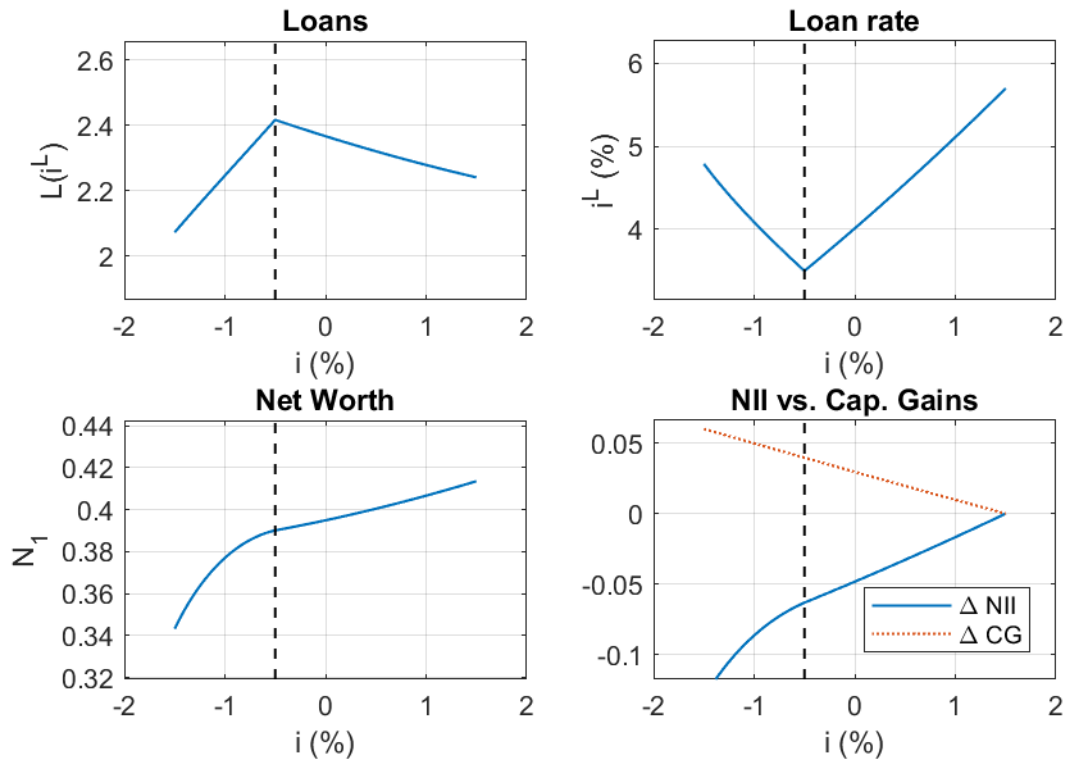 Loans
L(i^L)
2.6
2.4
2.2
2
-2 -1 0 1 2
i (%)
Loan rate
i^L (%)
6
5
4
-2 -1 0 1 2
i (%)
Net Worth
N_1
0.44
0.42
0.4
0.38
0.36
0.34
0.32
-2 -1 0 1 2
i (%)
NII vs. Cap. Gains
0.05
0
-0.05
-0.1
Δ NII
Δ CG
-2 -1 0 1 2
i (%)